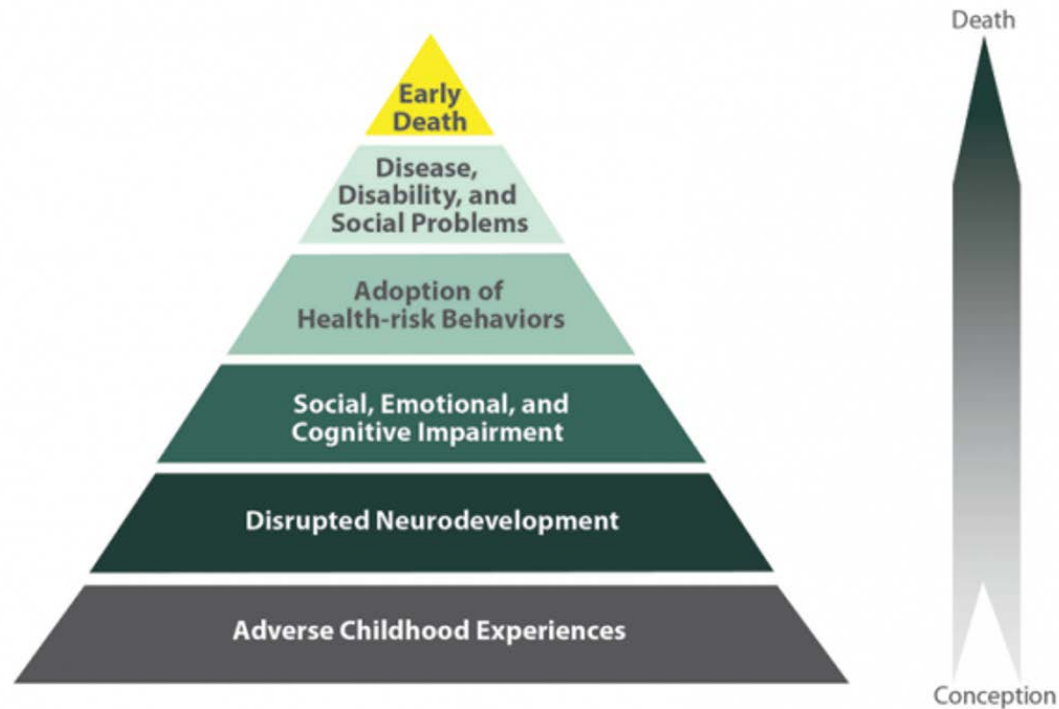 Death
Early
Death
Disease,
Disability, and
Social Problems
Adoption of
Health-risk Behaviors
Social, Emotional, and
Cognitive Impairment
Disrupted Neurodevelopment
Adverse Childhood Experiences
Conception